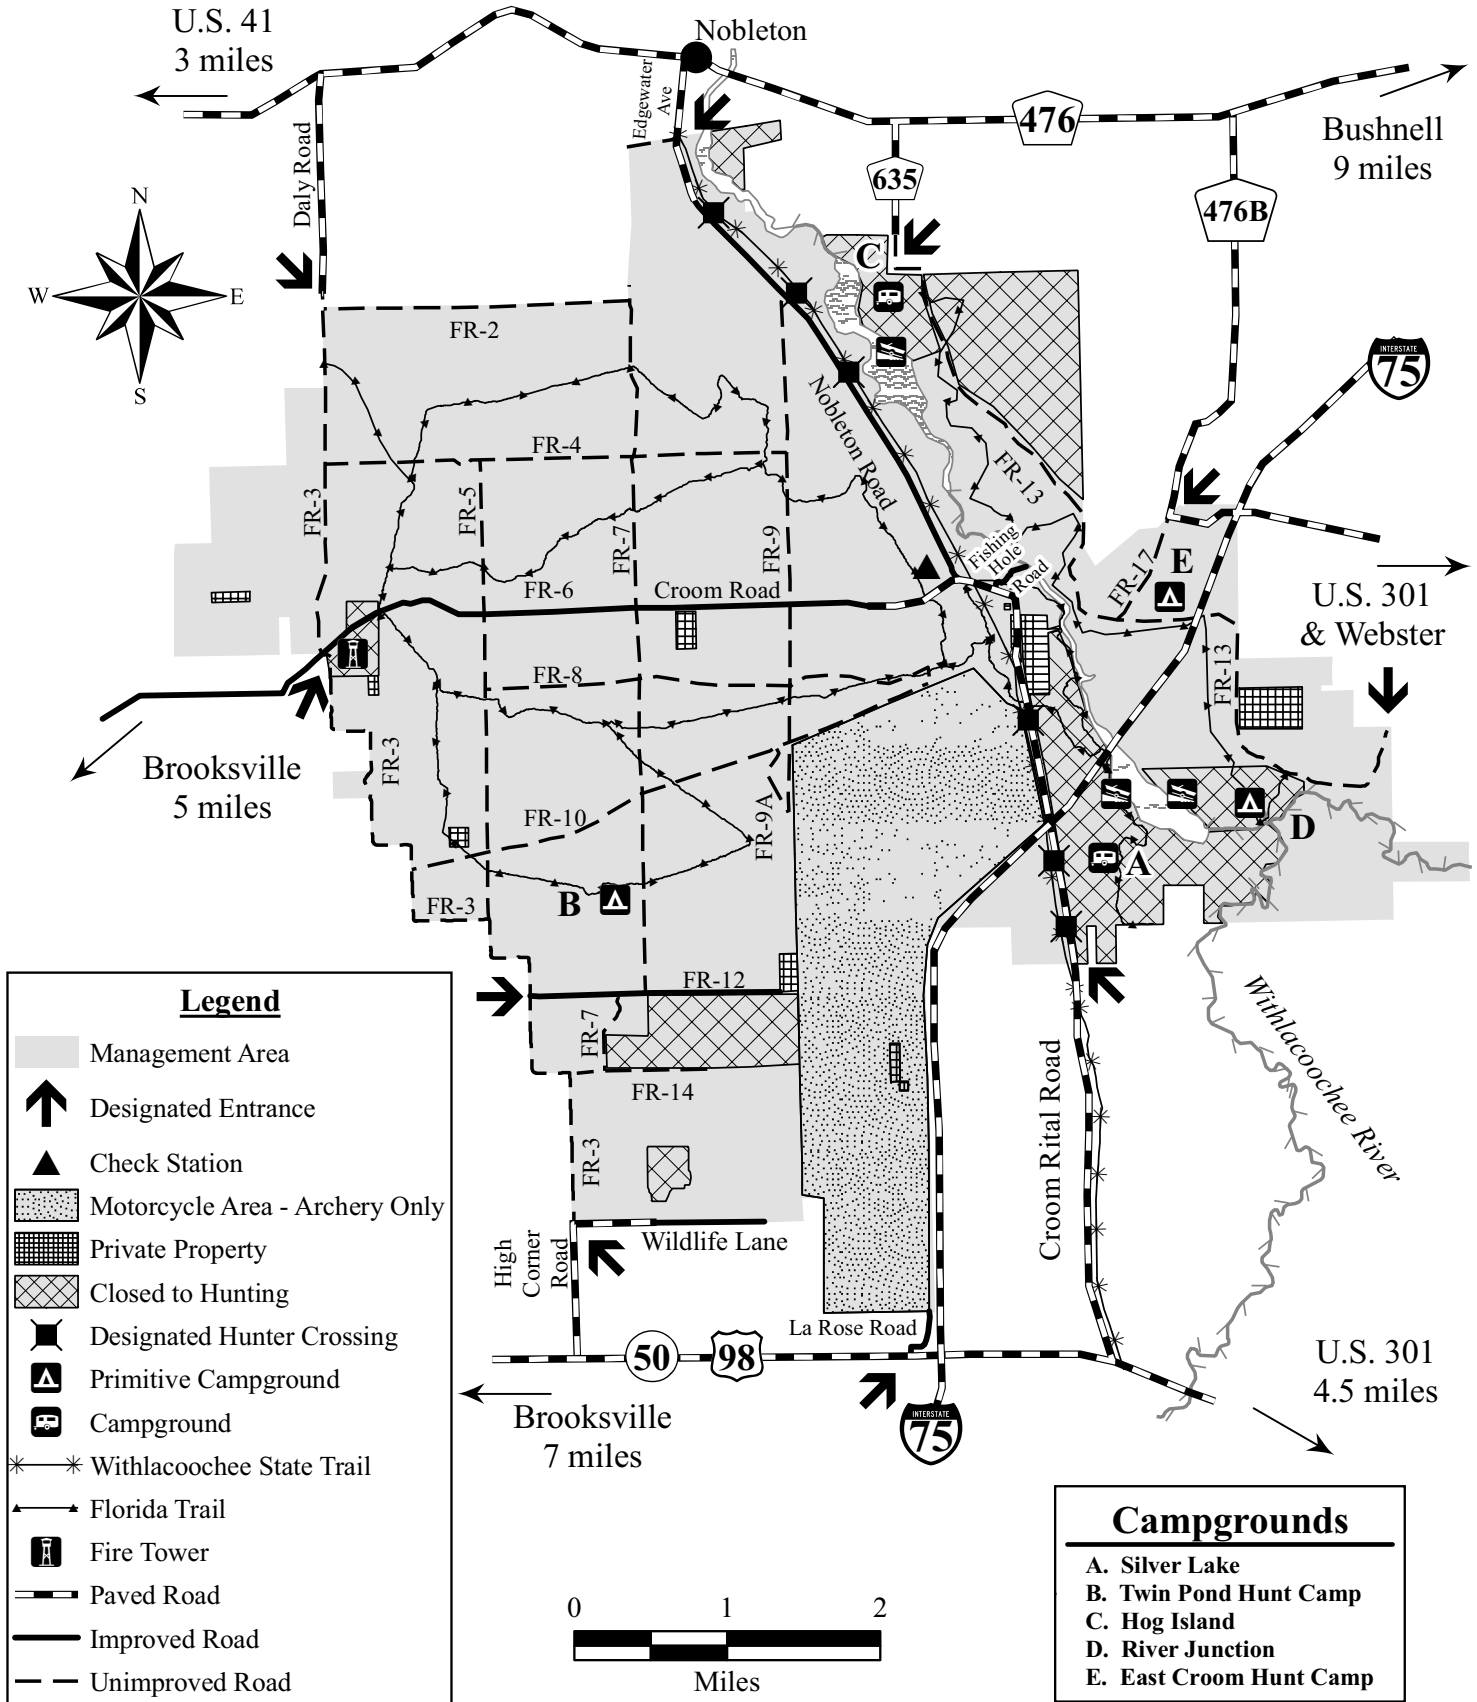 U.S. 41
3 miles
Nobleton
Edgewater
Ave
Daly Road
476
635
476B
Bushnell
9 miles
N
W
E
S
C
INTERSTATE
75
FR-2
Nobleton Road
FR-4
FR-3
FR-5
FR-7
FR-9
FR-13
Fishing
Hole
Road
FR-17
E
FR-6
Croom Road
U.S. 301
& Webster
FR-8
FR-13
Brooksville
5 miles
FR-3
FR-10
FR-9A
D
A
FR-3
B
FR-12
FR-7
FR-14
FR-3
Withlacoochee River
Croom Rital Road
High
Corner
Road
Wildlife Lane
La Rose Road
50
98
Brooksville
7 miles
INTERSTATE
75
U.S. 301
4.5 miles
Legend
Management Area
Designated Entrance
Check Station
Motorcycle Area - Archery Only
Private Property
Closed to Hunting
Designated Hunter Crossing
Primitive Campground
Campground
Withlacoochee State Trail
Florida Trail
Fire Tower
Paved Road
Improved Road
Unimproved Road
0 1 2
Miles
Campgrounds
A. Silver Lake
B. Twin Pond Hunt Camp
C. Hog Island
D. River Junction
E. East Croom Hunt Camp